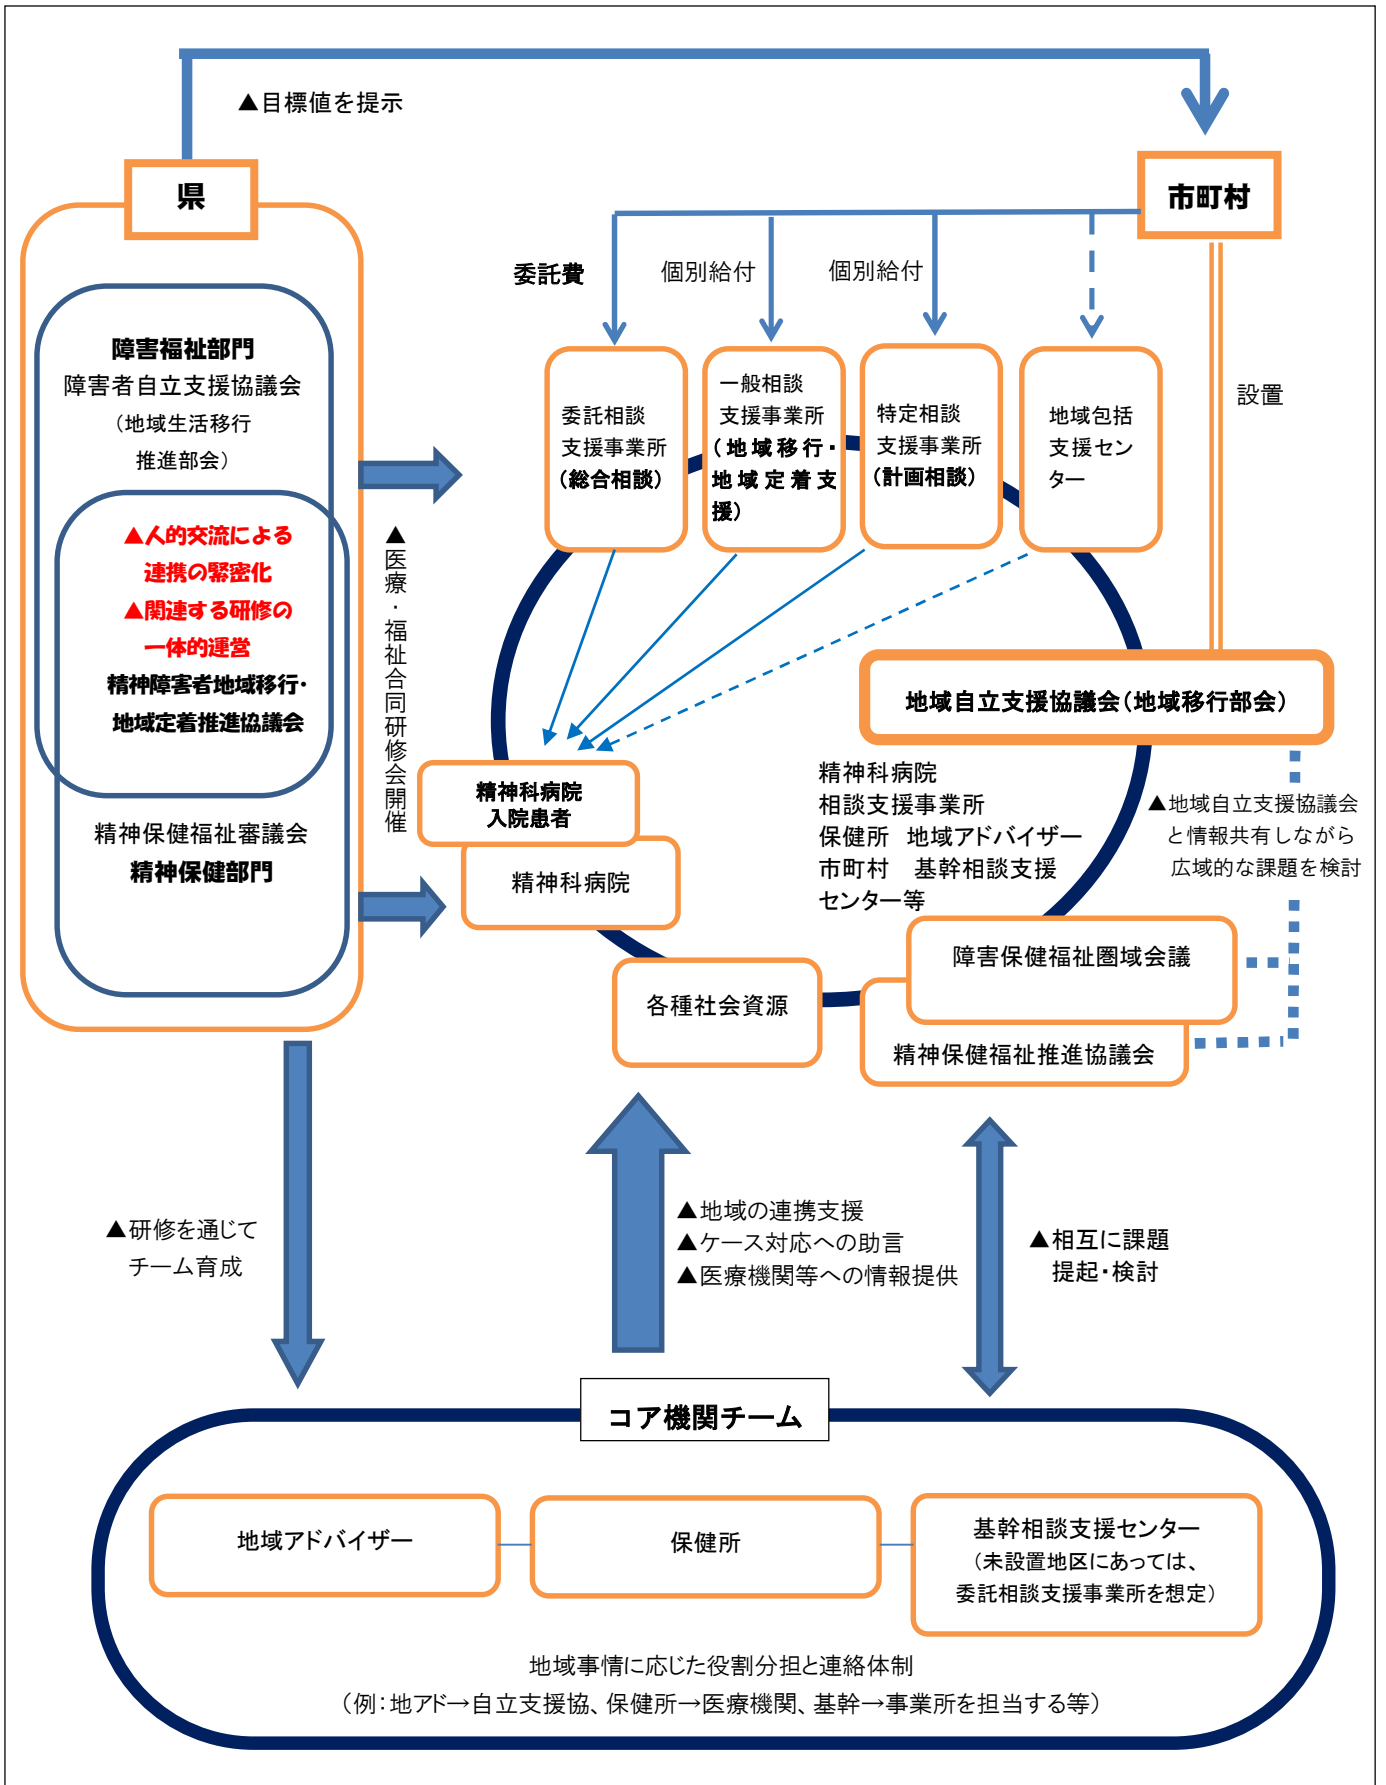 ▲目標値を提示
県
市町村
委託費
個別給付
個別給付
設置
障害福祉部門
障害者自立支援協議会
（地域生活移行
推進部会）
▲人的交流による
連携の緊密化
▲関連する研修の
一体的運営
精神障害者地域移行・
地域定着推進協議会
精神保健福祉審議会
精神保健部門
▲医療・福祉合同研修会開催
委託相談
支援事業所
（総合相談）
一般相談
支援事業所
（地域移行・
地域定着支
援）
特定相談
支援事業所
（計画相談）
地域包括
支援セン
ター
地域自立支援協議会（地域移行部会）
精神科病院
入院患者
精神科病院
精神科病院
相談支援事業所
保健所　地域アドバイザー
市町村　基幹相談支援
センター等
▲地域自立支援協議会
と情報共有しながら
広域的な課題を検討
各種社会資源
障害保健福祉圏域会議
精神保健福祉推進協議会
▲研修を通じて
チーム育成
▲地域の連携支援
▲ケース対応への助言
▲医療機関等への情報提供
▲相互に課題
提起・検討
コア機関チーム
地域アドバイザー
保健所
基幹相談支援センター
（未設置地区にあっては、
委託相談支援事業所を想定）
地域事情に応じた役割分担と連絡体制
（例：地アド→自立支援協、保健所→医療機関、基幹→事業所を担当する等）